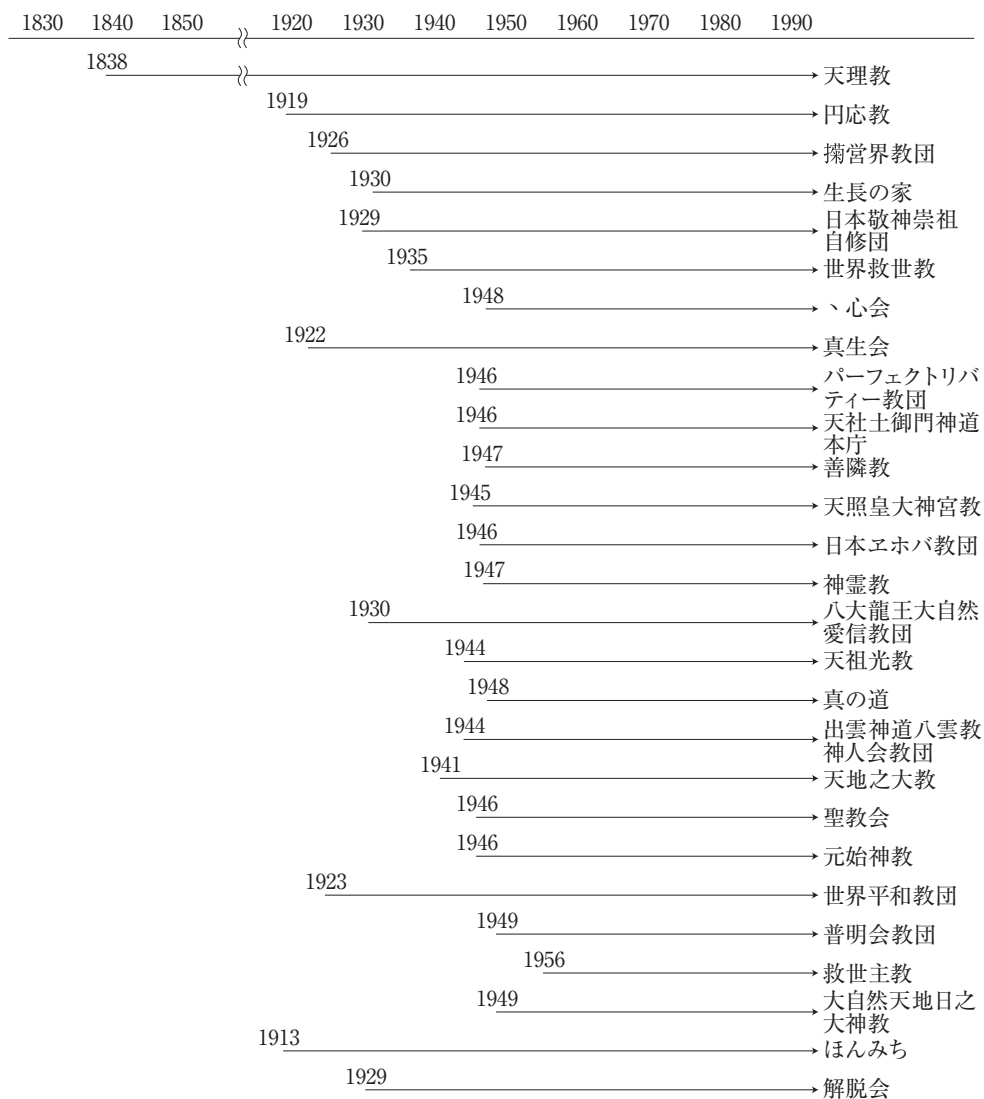 1830 1840 1850 1920 1930 1940 1950 1960 1970 1980 1990
1838
天理教
1919
円応教
1926
菊営界教団
1930
生長の家
1929
日本敬神崇祖
自修団
1935
世界救世教
1948
丶心会
1922
真生会
1946
パーフェクトリバ
ティー教団
1946
天社土御門神道
本庁
1947
善隣教
1945
天照皇大神宮教
1946
日本ヱホバ教団
1947
神霊教
1930
八大龍王大自然
愛信教団
1944
天祖光教
1948
真の道
1944
出雲神道八雲教
神人会教団
1941
天地之大教
1946
聖教会
1946
元始神教
1923
世界平和教団
1949
普明会教団
1956
救世主教
1949
大自然天地日之
大神教
1913
ほんみち
1929
解脱会